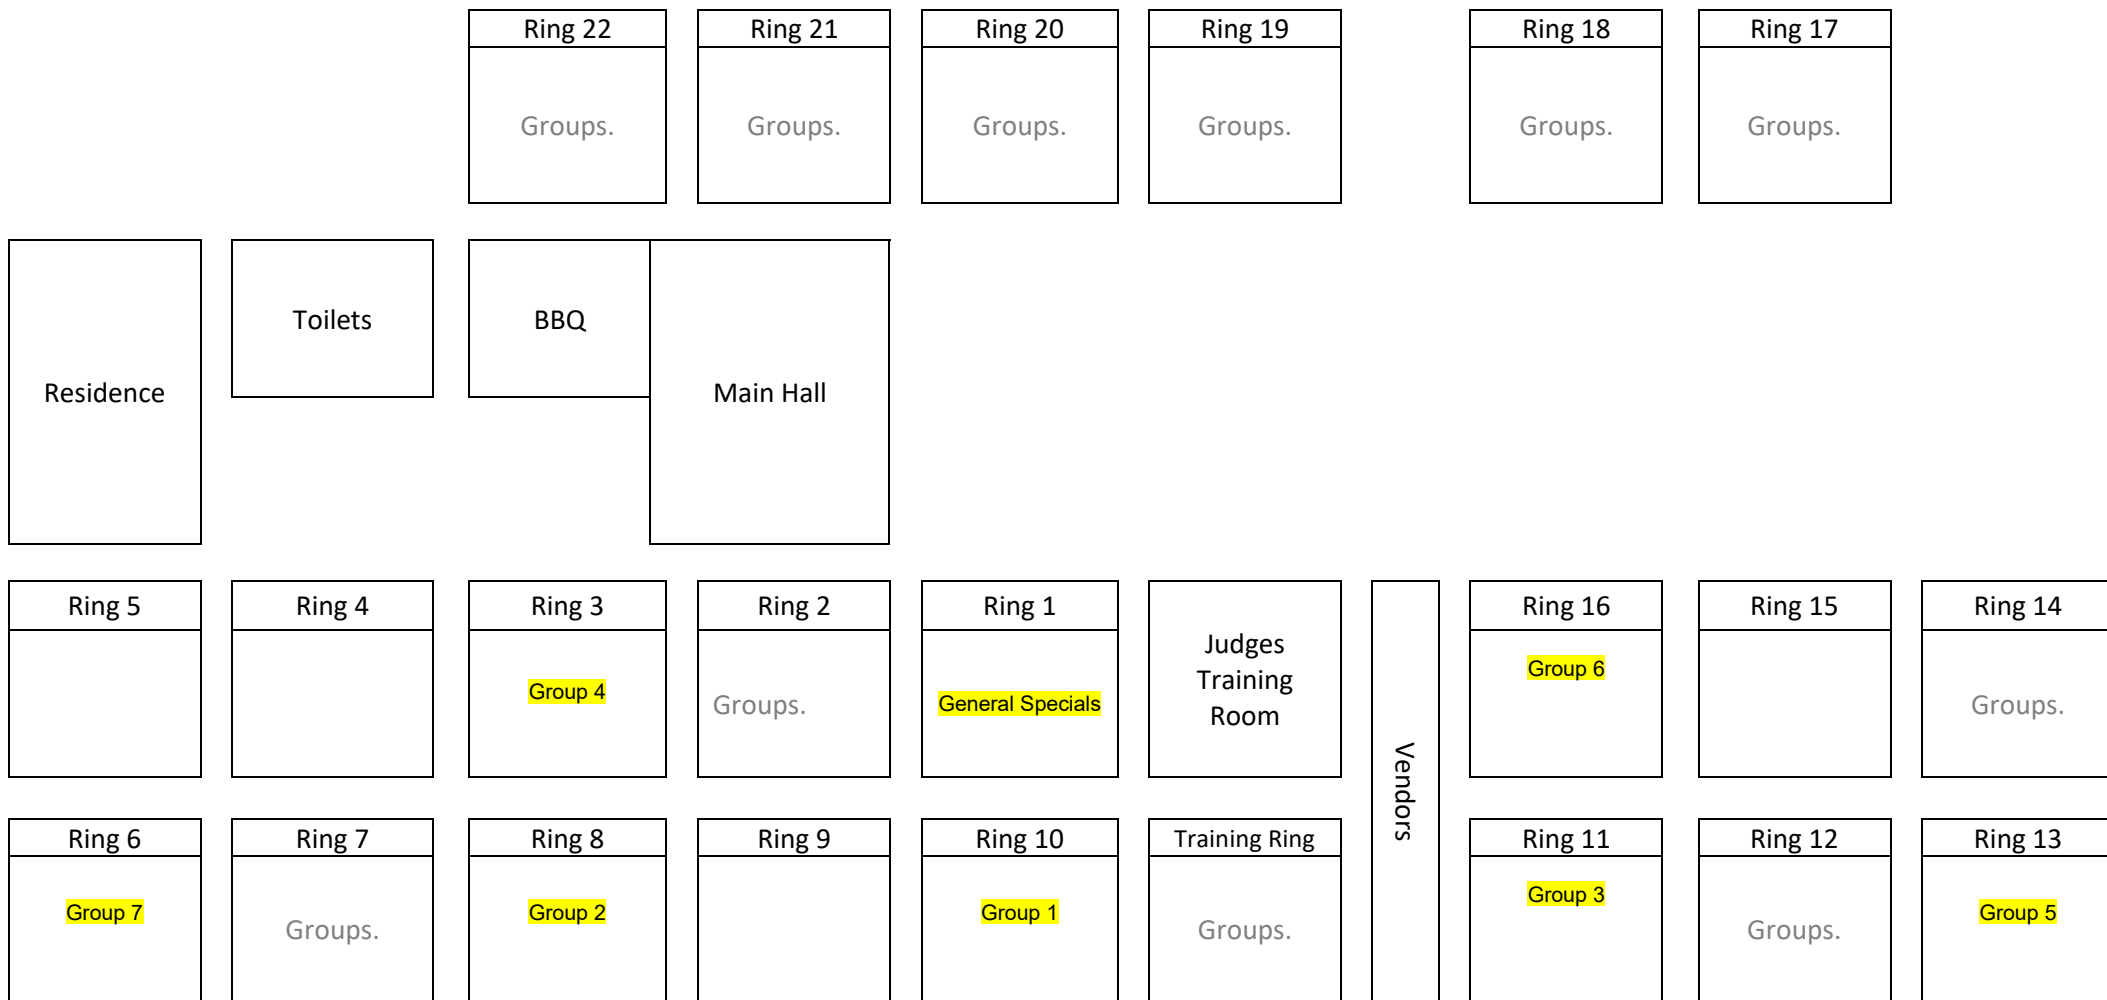 Ring 22
Ring 21
Ring 20
Ring 19
Ring 18
Ring 17
Groups.
Groups.
Groups.
Groups.
Groups.
Groups.
Residence
Toilets
BBQ
Main Hall
Ring 5
Ring 4
Ring 3
Ring 2
Ring 1
Judges
Training
Room
Vendors
Ring 16
Ring 15
Ring 14
Group 4
Groups.
General Specials
Group 6
Groups.
Ring 6
Ring 7
Ring 8
Ring 9
Ring 10
Training Ring
Ring 11
Ring 12
Ring 13
Group 7
Groups.
Group 2
Group 1
Groups.
Group 3
Groups.
Group 5